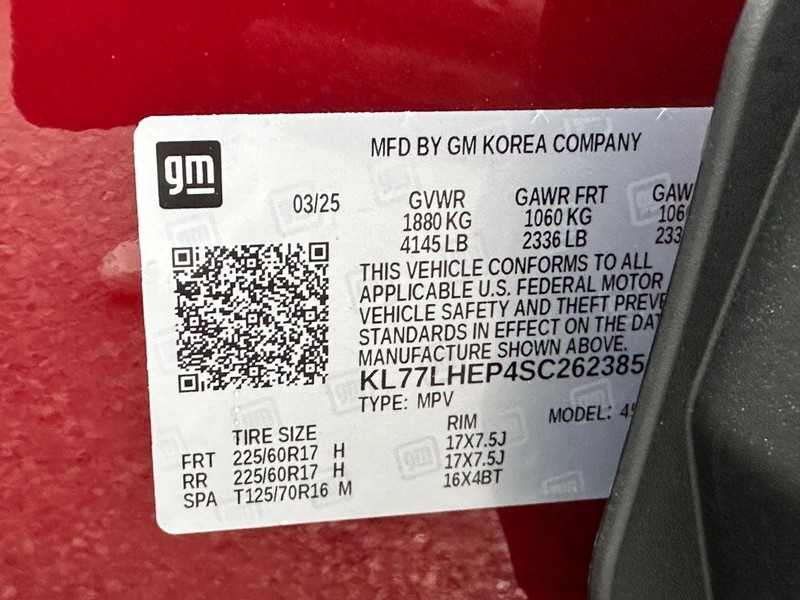 gm
MFD BY GM KOREA COMPANY
03/25 GVWR GAWR FRT
1880 KG 1060 KG
4145 LB 2336 LB
THIS VEHICLE CONFORMS TO ALL
APPLICABLE U.S. FEDERAL MOTOR
VEHICLE SAFETY AND THEFT
STANDARDS IN EFFECT ON THE
MANUFACTURE SHOWN ABOVE.
KL77LHEP4SC262385
TYPE: MPV MODEL:
TIRE SIZE RIM
FRT 225/60R17 H 17X7.5J
RR 225/60R17 H 17X7.5J
SPA T125/70R16 M 16X4BT